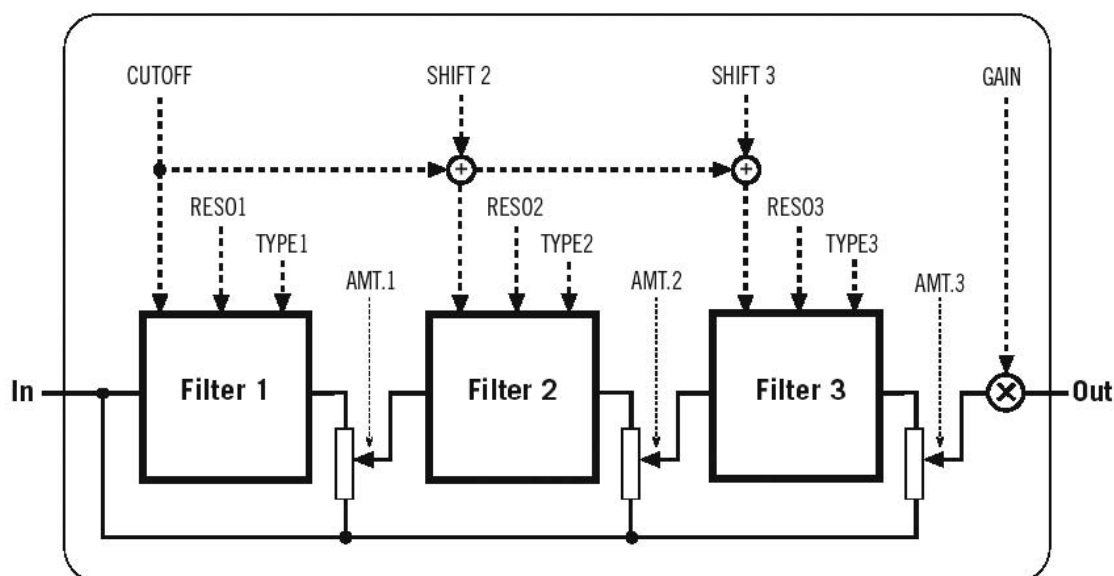 CUTOFF
SHIFT 2
SHIFT 3
GAIN
+
+
RESO1
RESO2
RESO3
TYPE1
TYPE2
TYPE3
AMT.1
AMT.2
AMT.3
In
Filter 1
Filter 2
Filter 3
×
Out